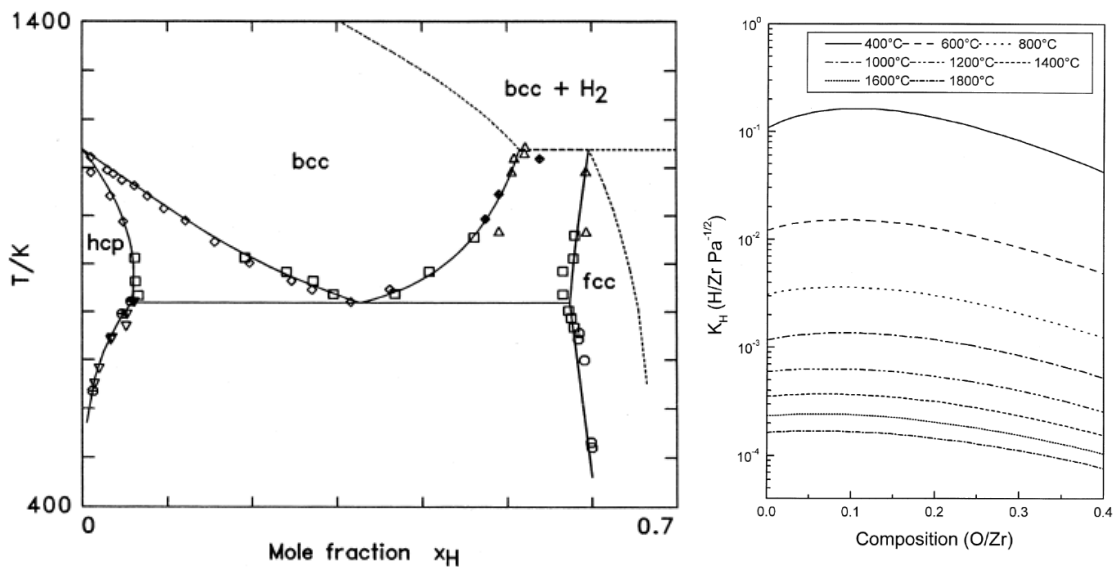 1400
bcc + H2
bcc
hcp
fcc
T/K
400
0
0.7
Mole fraction xH
10^0
400°C
600°C
800°C
1000°C
1200°C
1400°C
1600°C
1800°C
10^-1
10^-2
10^-3
10^-4
KH (H/Zr Pa^-1/2)
0.0
0.1
0.2
0.3
0.4
Composition (O/Zr)